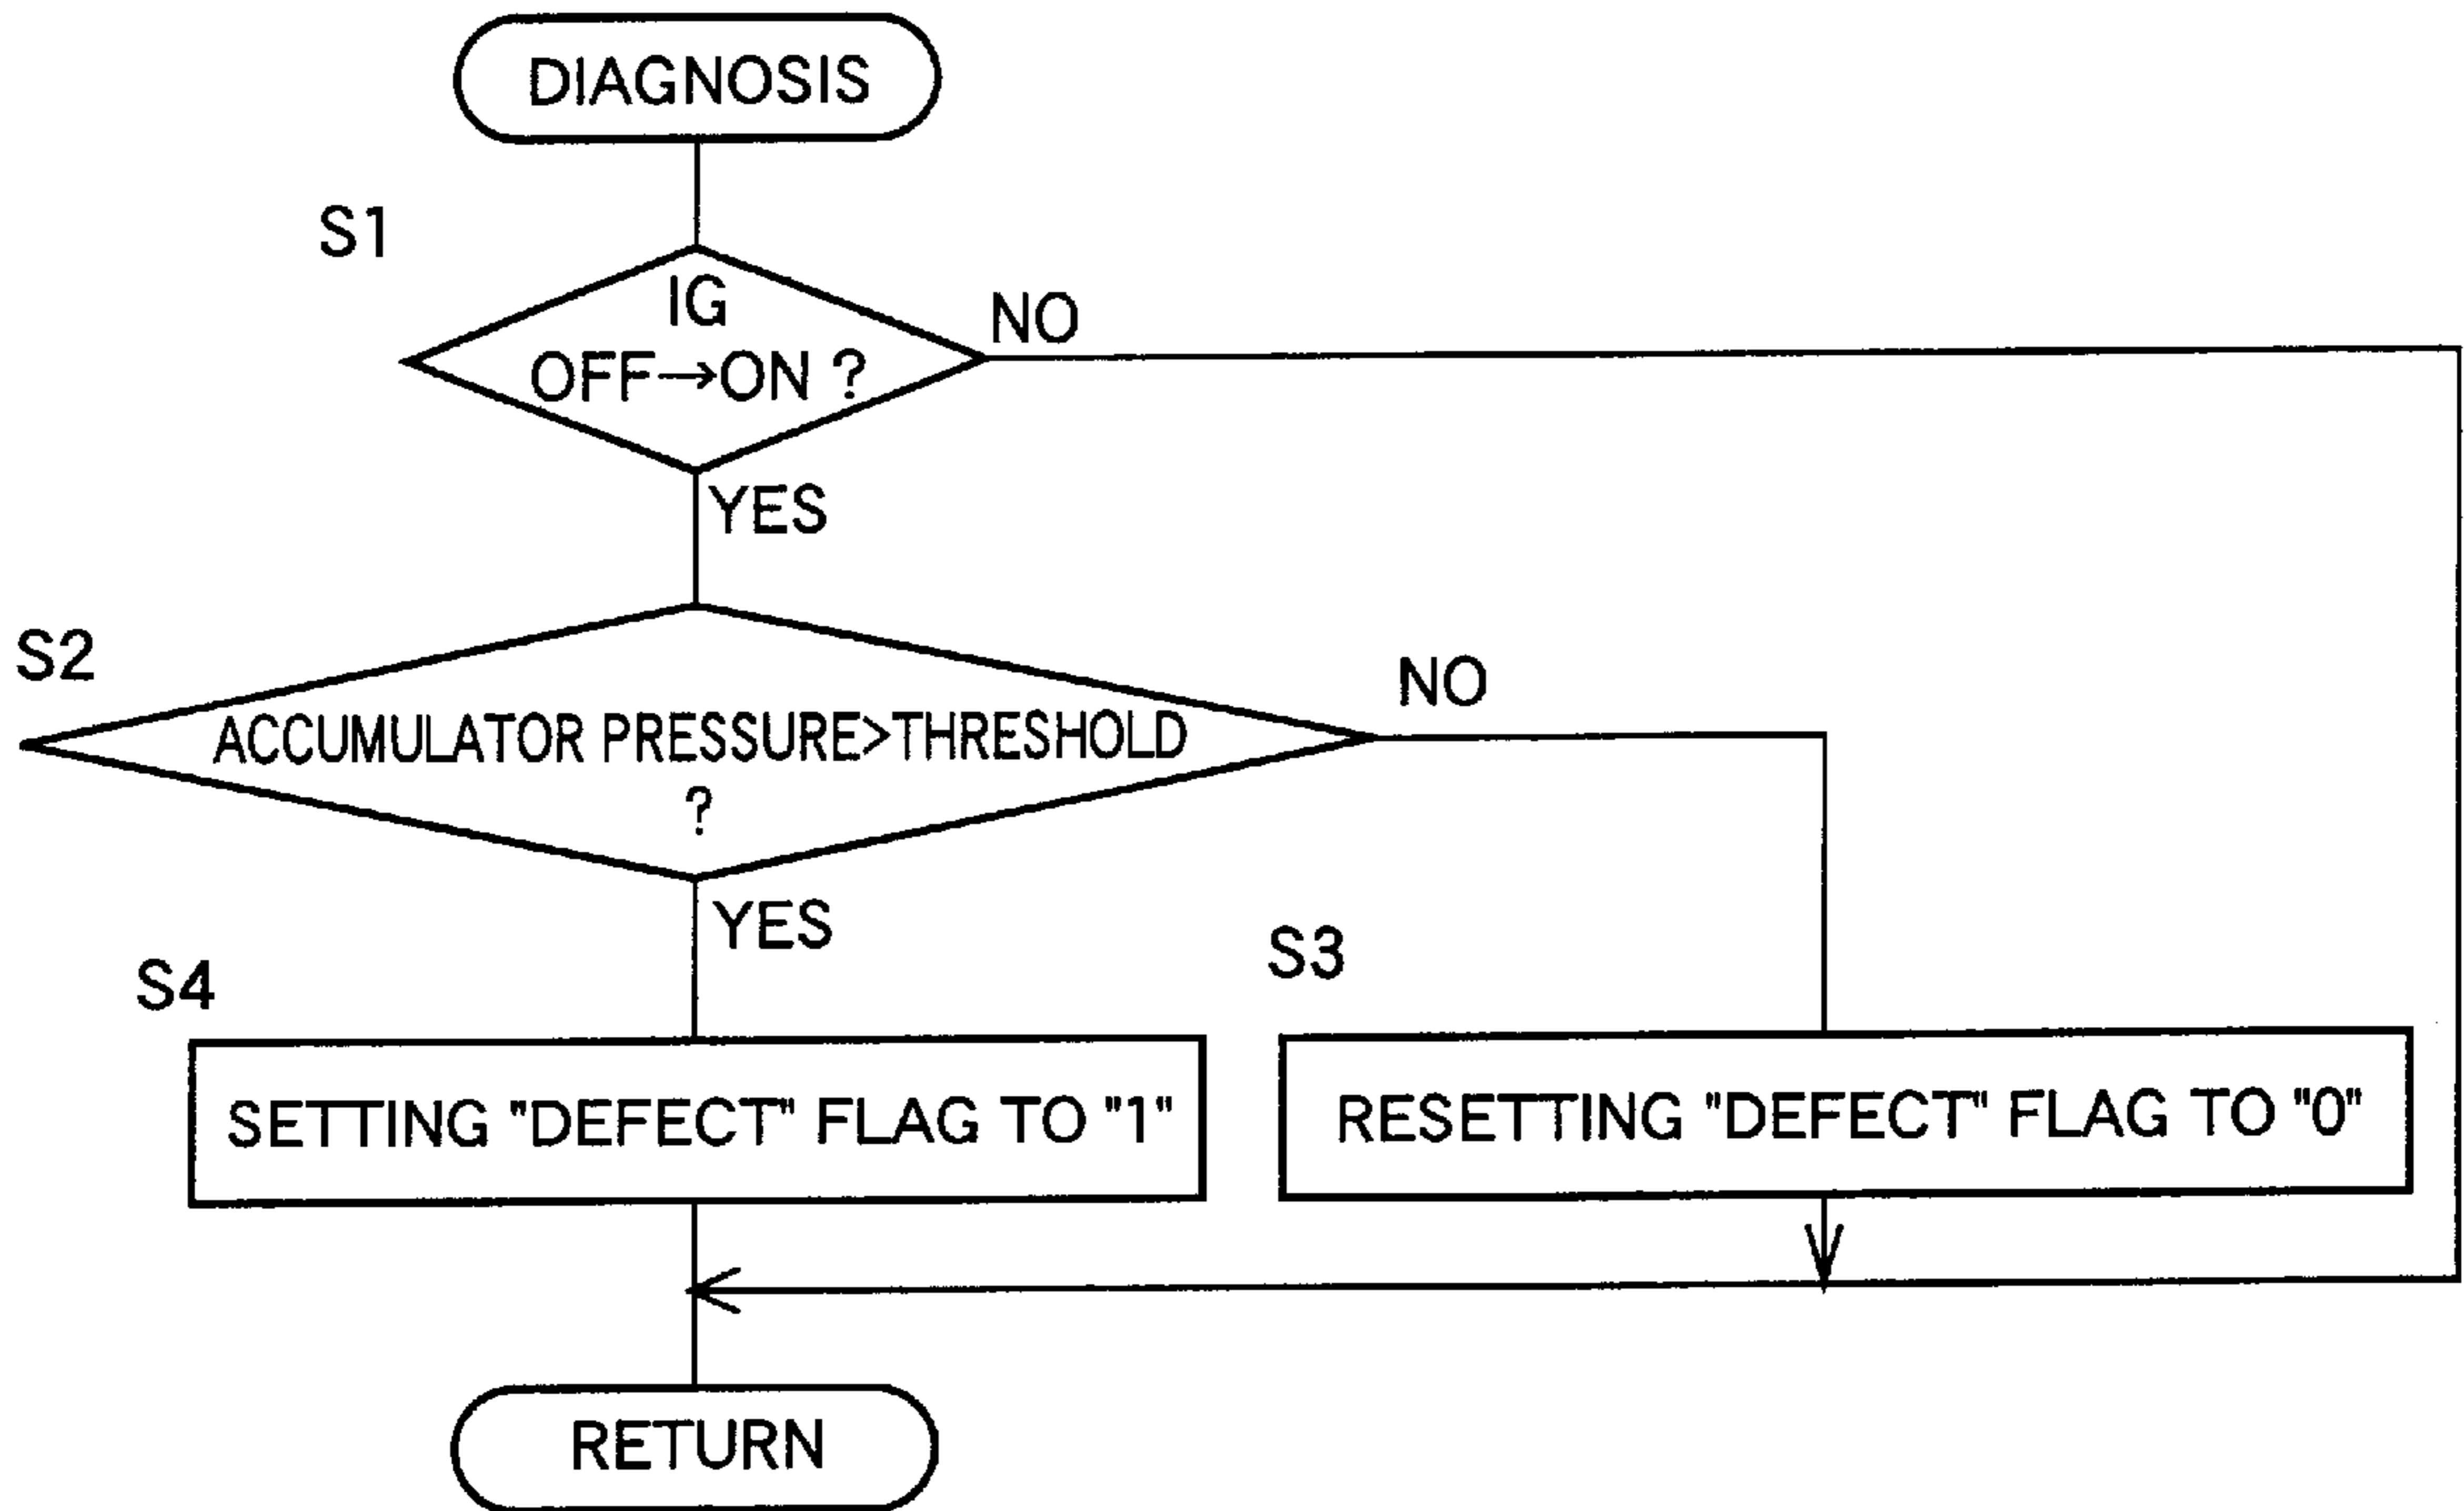 DIAGNOSIS
S1
IG
OFF→ON ?
NO
YES
S2
NO
ACCUMULATOR PRESSURE>THRESHOLD
?
YES
S3
S4
SETTING "DEFECT" FLAG TO "1"
RESETTING "DEFECT" FLAG TO "0"
RETURN